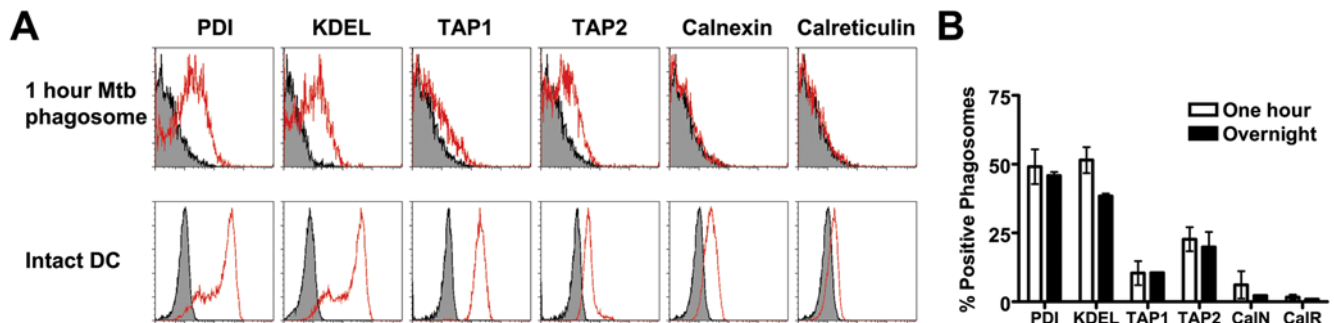 A
PDI KDEL TAP1 TAP2 Calnexin Calreticulin
1 hour Mtb
phagosome
Intact DC
B
% Positive Phagosomes
75
50
25
0
One hour
Overnight
PDI KDEL TAP1 TAP2 CalN CalR